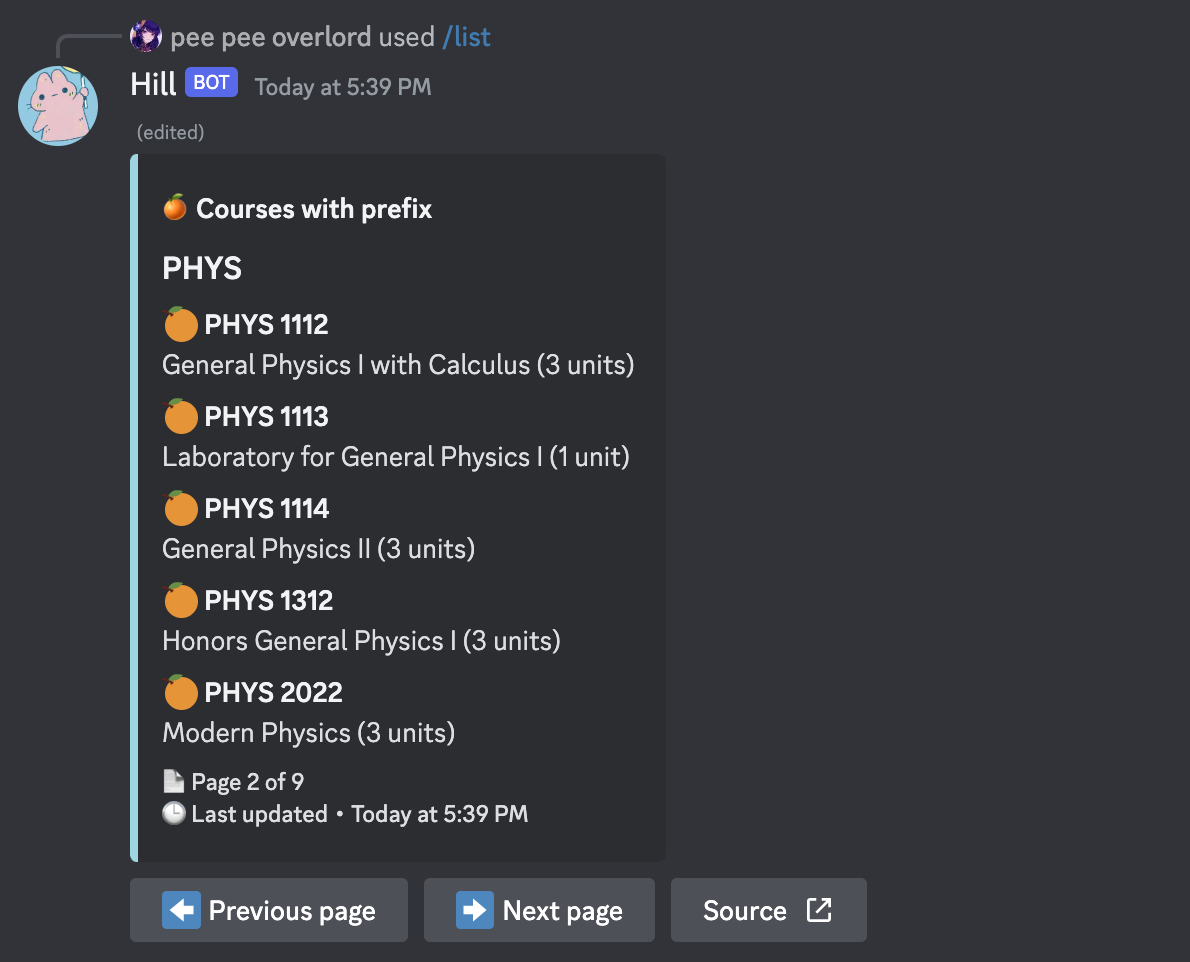 pee pee overlord used /list
Hill BOT Today at 5:39 PM
(edited)
Courses with prefix
PHYS
PHYS 1112
General Physics I with Calculus (3 units)
PHYS 1113
Laboratory for General Physics I (1 unit)
PHYS 1114
General Physics II (3 units)
PHYS 1312
Honors General Physics I (3 units)
PHYS 2022
Modern Physics (3 units)
Page 2 of 9
Last updated • Today at 5:39 PM
Previous page Next page Source